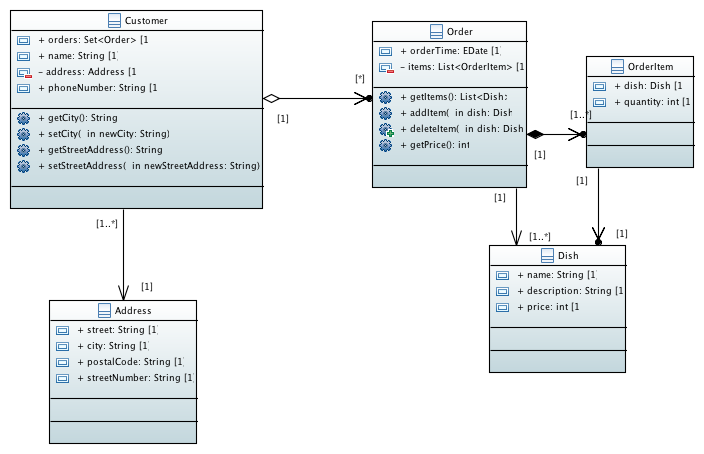 Customer
+ orders: Set<Order> [1
+ name: String [1]
- address: Address [1
+ phoneNumber: String [1]
+ getCity(): String
+ setCity( in newCity: String)
+ getStreetAddress(): String
+ setStreetAddress( in newStreetAddress: String)
[1]
[*]
Order
+ orderTime: EDate [1]
- items: List<OrderItem> [1
+ getItems(): List<Dish>
+ addItem( in dish: Dish
+ deleteItem( in dish: Dish
+ getPrice(): int
[1]
[1..*]
OrderItem
+ dish: Dish [1
+ quantity: int [1]
[1..*]
[1]
[1]
[1..*]
[1]
[1]
Address
+ street: String [1]
+ city: String [1]
+ postalCode: String [1]
+ streetNumber: String [1]
Dish
+ name: String [1]
+ description: String [1
+ price: int [1